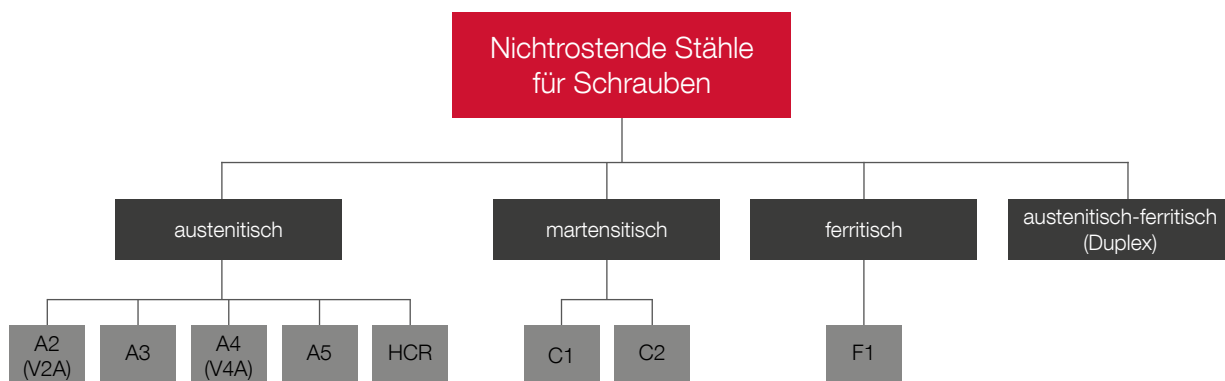 Nichtrostende Stähle
für Schrauben
austenitisch
martensitisch
ferritisch
austenitisch-ferritisch
(Duplex)
A2
(V2A)
A3
A4
(V4A)
A5
HCR
C1
C2
F1